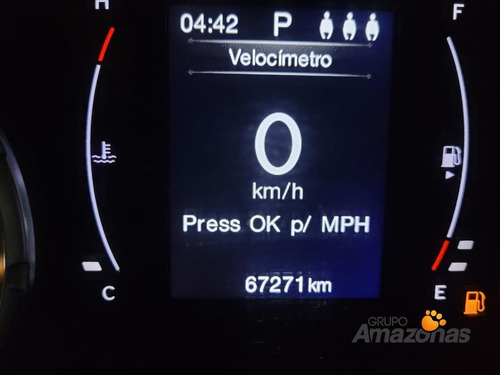 H
04:42 P
F
Velocímetro
0
km/h
Press OK p/ MPH
C
67271km
E
GRUPO
Amazonas